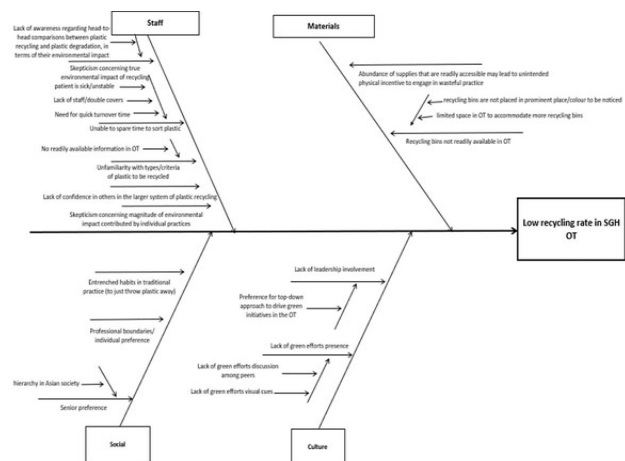 Staff
Lack of awareness regarding head-to-
head comparisons between plastic
recycling and plastic degradation, in
terms of their environmental impact
Skepticism concerning true
environmental impact of recycling
patient is sick/unstable
Lack of staff/double covers
Need for quick turnover time
Unable to spare time to sort plastic
No readily available information in OT
Unfamiliarity with types/criteria
of plastic to be recycled
Lack of confidence in others in the larger system of plastic recycling
Skepticism concerning magnitude of environmental
impact contributed by individual practices
Materials
Abundance of supplies that are readily accessible may lead to unintended
physical incentive to engage in wasteful practice
recycling bins are not placed in prominent place/colour to be noticed
limited space in OT to accommodate more recycling bins
Recycling bins not readily available in OT
Low recycling rate in SGH
OT
Entrenched habits in traditional
practice (to just throw plastic away)
Professional boundaries/
individual preference
hierarchy in Asian society
Senior preference
Social
Lack of leadership involvement
Preference for top-down
approach to drive green
initiatives in the OT
Lack of green efforts presence
Lack of green efforts discussion
among peers
Lack of green efforts visual cues
Culture